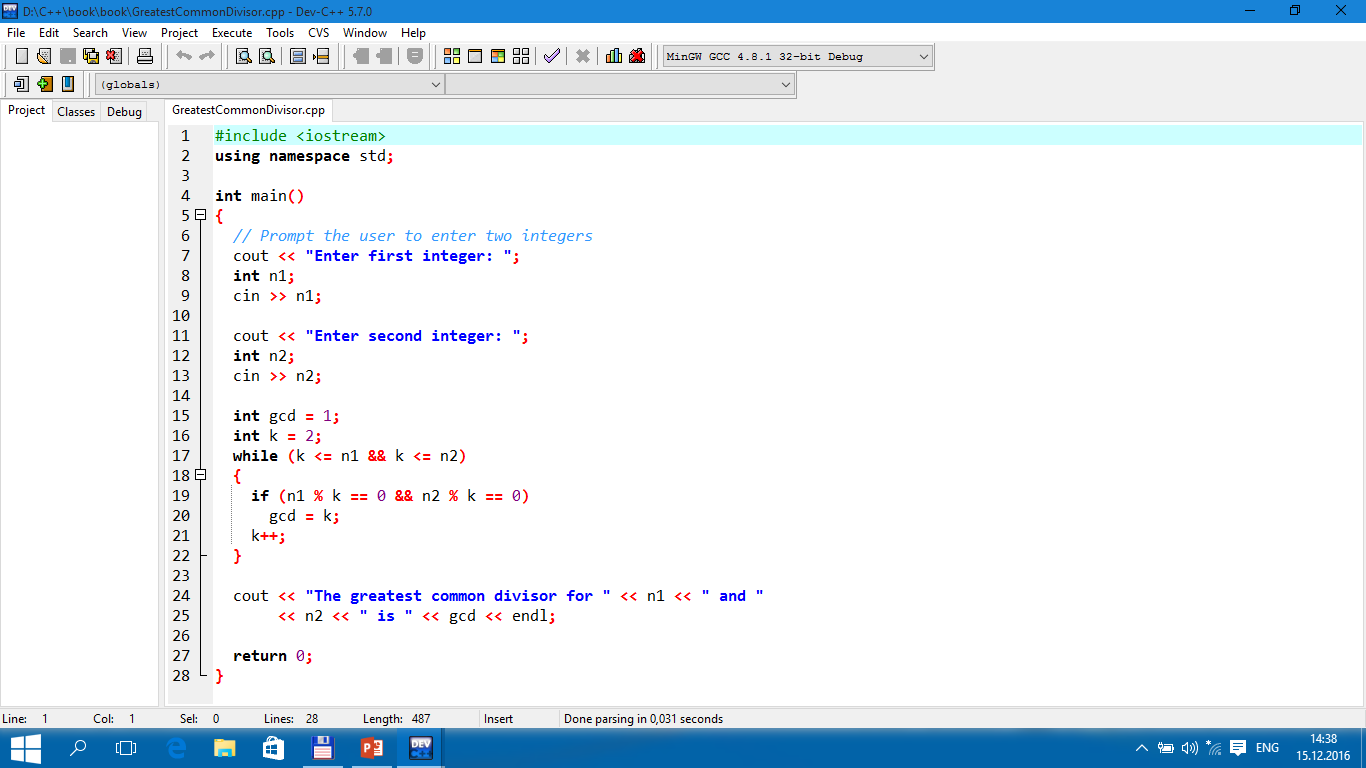 D:\C++\book\book\GreatestCommonDivisor.cpp - Dev-C++ 5.7.0
File Edit Search View Project Execute Tools CVS Window Help
MinGW GCC 4.8.1 32-bit Debug
(globals)
Project Classes Debug GreatestCommonDivisor.cpp
1 #include <iostream>
2 using namespace std;
3
4 int main()
5 {
6 // Prompt the user to enter two integers
7 cout << "Enter first integer: ";
8 int n1;
9 cin >> n1;
10
11 cout << "Enter second integer: ";
12 int n2;
13 cin >> n2;
14
15 int gcd = 1;
16 int k = 2;
17 while (k <= n1 && k <= n2)
18 {
19 if (n1 % k == 0 && n2 % k == 0)
20 gcd = k;
21 k++;
22 }
23
24 cout << "The greatest common divisor for " << n1 << " and "
25 << n2 << " is " << gcd << endl;
26
27 return 0;
28 }
Line: 1 Col: 1 Sel: 0 Lines: 28 Length: 487 Insert Done parsing in 0,031 seconds
DEV C++
ENG
14:38
15.12.2016